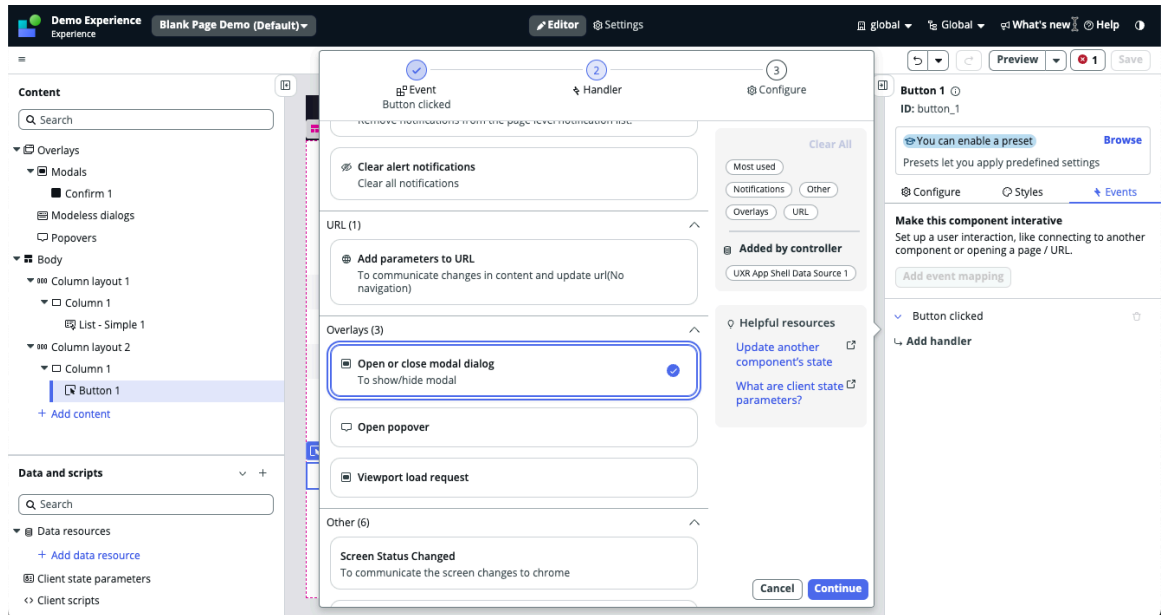 Demo Experience
Experience
Blank Page Demo (Default)
Editor
Settings
global
Global
What's new
Help
Preview
1
Save
Content
Search
Overlays
Modals
Confirm 1
Modeless dialogs
Popovers
Body
Column layout 1
Column 1
List - Simple 1
Column layout 2
Column 1
Button 1
+ Add content
Data and scripts
Search
Data resources
+ Add data resource
Client state parameters
Client scripts
2
3
Event
Button clicked
Handler
Configure
Remove notifications from the page level notification list.
Clear alert notifications
Clear all notifications
URL (1)
Add parameters to URL
To communicate changes in content and update url(No
navigation)
Overlays (3)
Open or close modal dialog
To show/hide modal
Open popover
Viewport load request
Other (6)
Screen Status Changed
To communicate the screen changes to chrome
Clear All
Most used
Notifications
Other
Overlays
URL
Added by controller
UXR App Shell Data Source 1
Helpful resources
Update another
component's state
What are client state
parameters?
Cancel
Continue
Button 1
ID: button_1
You can enable a preset
Browse
Presets let you apply predefined settings
Configure
Styles
Events
Make this component interative
Set up a user interaction, like connecting to another
component or opening a page / URL.
Add event mapping
Button clicked
Add handler